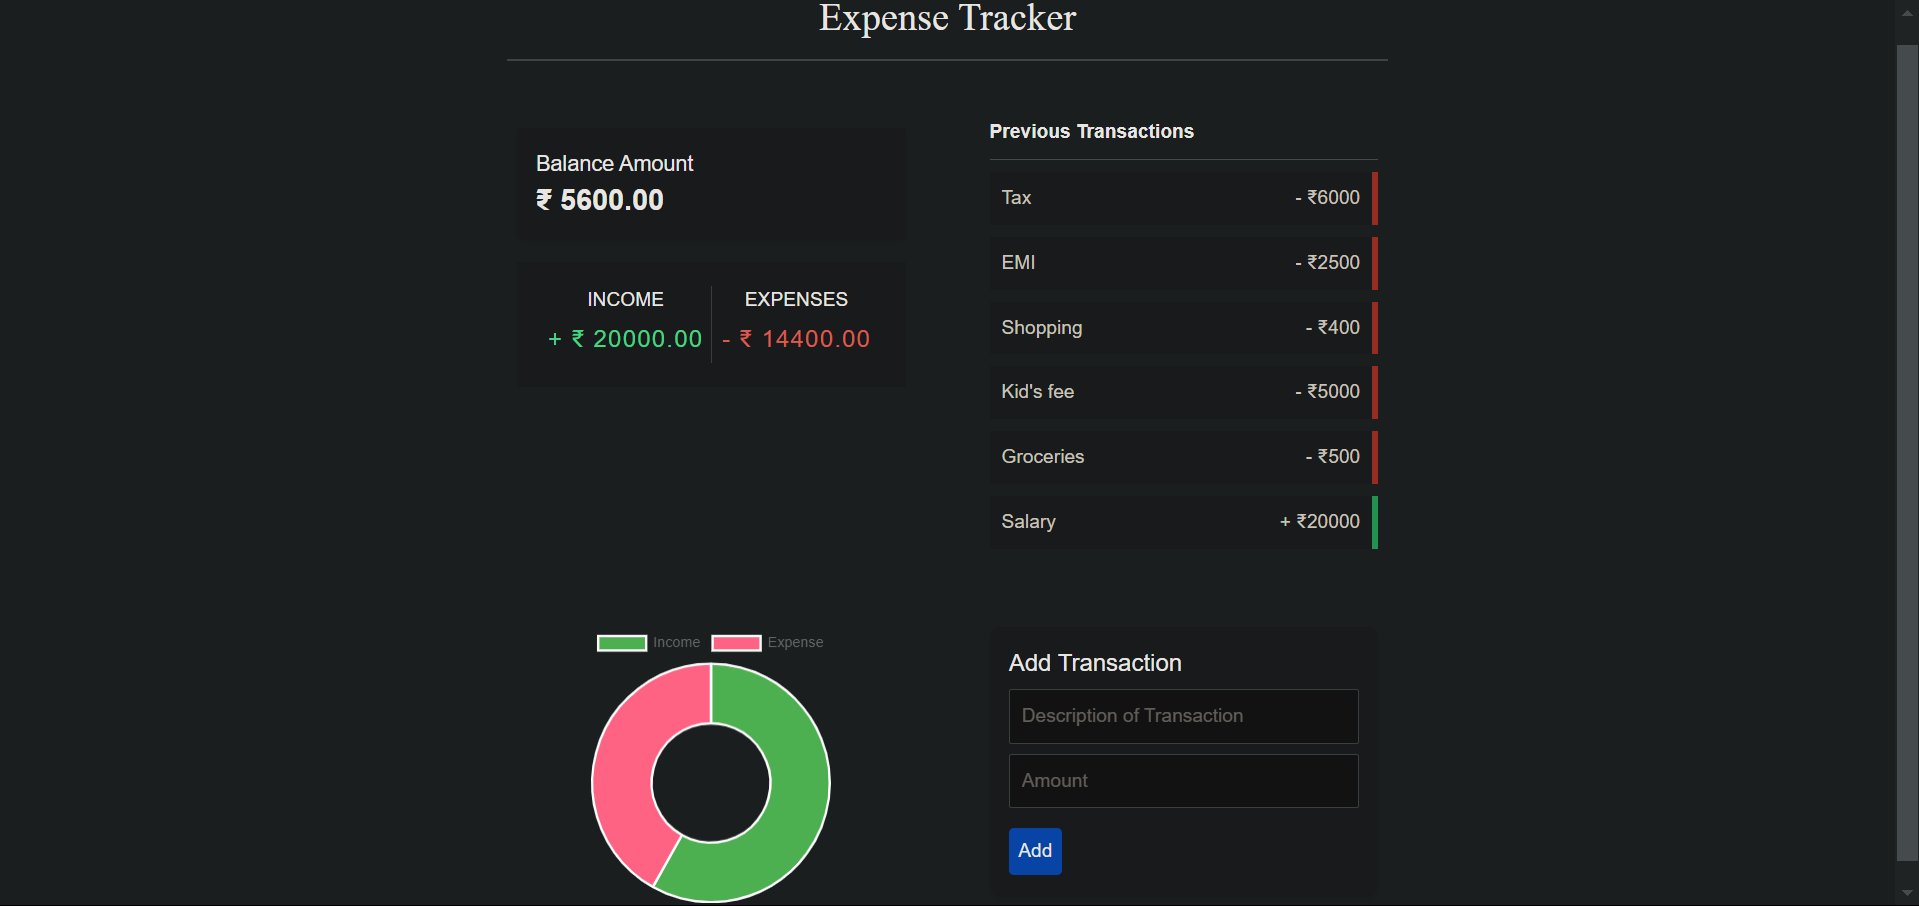 Expense Tracker
Balance Amount
₹ 5600.00
INCOME
+ ₹ 20000.00
EXPENSES
- ₹ 14400.00
Previous Transactions
Tax - ₹6000
EMI - ₹2500
Shopping - ₹400
Kid's fee - ₹5000
Groceries - ₹500
Salary + ₹20000
Income Expense
Add Transaction
Description of Transaction
Amount
Add